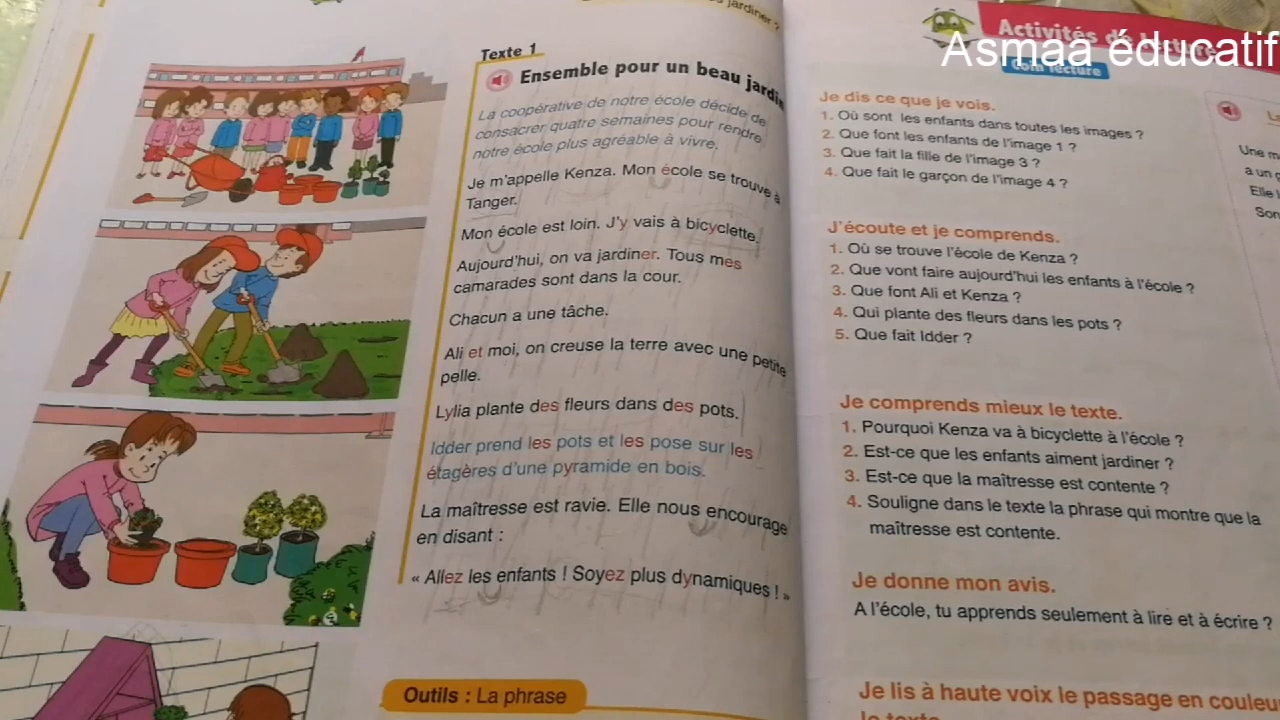 jardiner ?
Texte 1
Ensemble pour un beau jardin
La coopérative de notre école décide de
consacrer quatre semaines pour rendre
notre école plus agréable à vivre.
Je m'appelle Kenza. Mon école se trouve à
Tanger.
Mon école est loin. J'y vais à bicyclette.
Aujourd'hui, on va jardiner. Tous mes
camarades sont dans la cour.
Chacun a une tâche.
Ali et moi, on creuse la terre avec une petite
pelle.
Lylia plante des fleurs dans des pots.
Idder prend les pots et les pose sur les
étagères d'une pyramide en bois.
La maîtresse est ravie. Elle nous encourage
en disant :
« Allez les enfants ! Soyez plus dynamiques ! »
Outils : La phrase
Activités de lecture
Asmaa éducatif
coin lecture
Je dis ce que je vois.
1. Où sont les enfants dans toutes les images ?
2. Que font les enfants de l'image 1 ?
3. Que fait la fille de l'image 3 ?
4. Que fait le garçon de l'image 4 ?
J'écoute et je comprends.
1. Où se trouve l'école de Kenza ?
2. Que vont faire aujourd'hui les enfants à l'école ?
3. Que font Ali et Kenza ?
4. Qui plante des fleurs dans les pots ?
5. Que fait Idder ?
Je comprends mieux le texte.
1. Pourquoi Kenza va à bicyclette à l'école ?
2. Est-ce que les enfants aiment jardiner ?
3. Est-ce que la maîtresse est contente ?
4. Souligne dans le texte la phrase qui montre que la
maîtresse est contente.
Je donne mon avis.
A l'école, tu apprends seulement à lire et à écrire ?
Je lis à haute voix le passage en couleu
le texte
Une m
a un
Elle l
Son